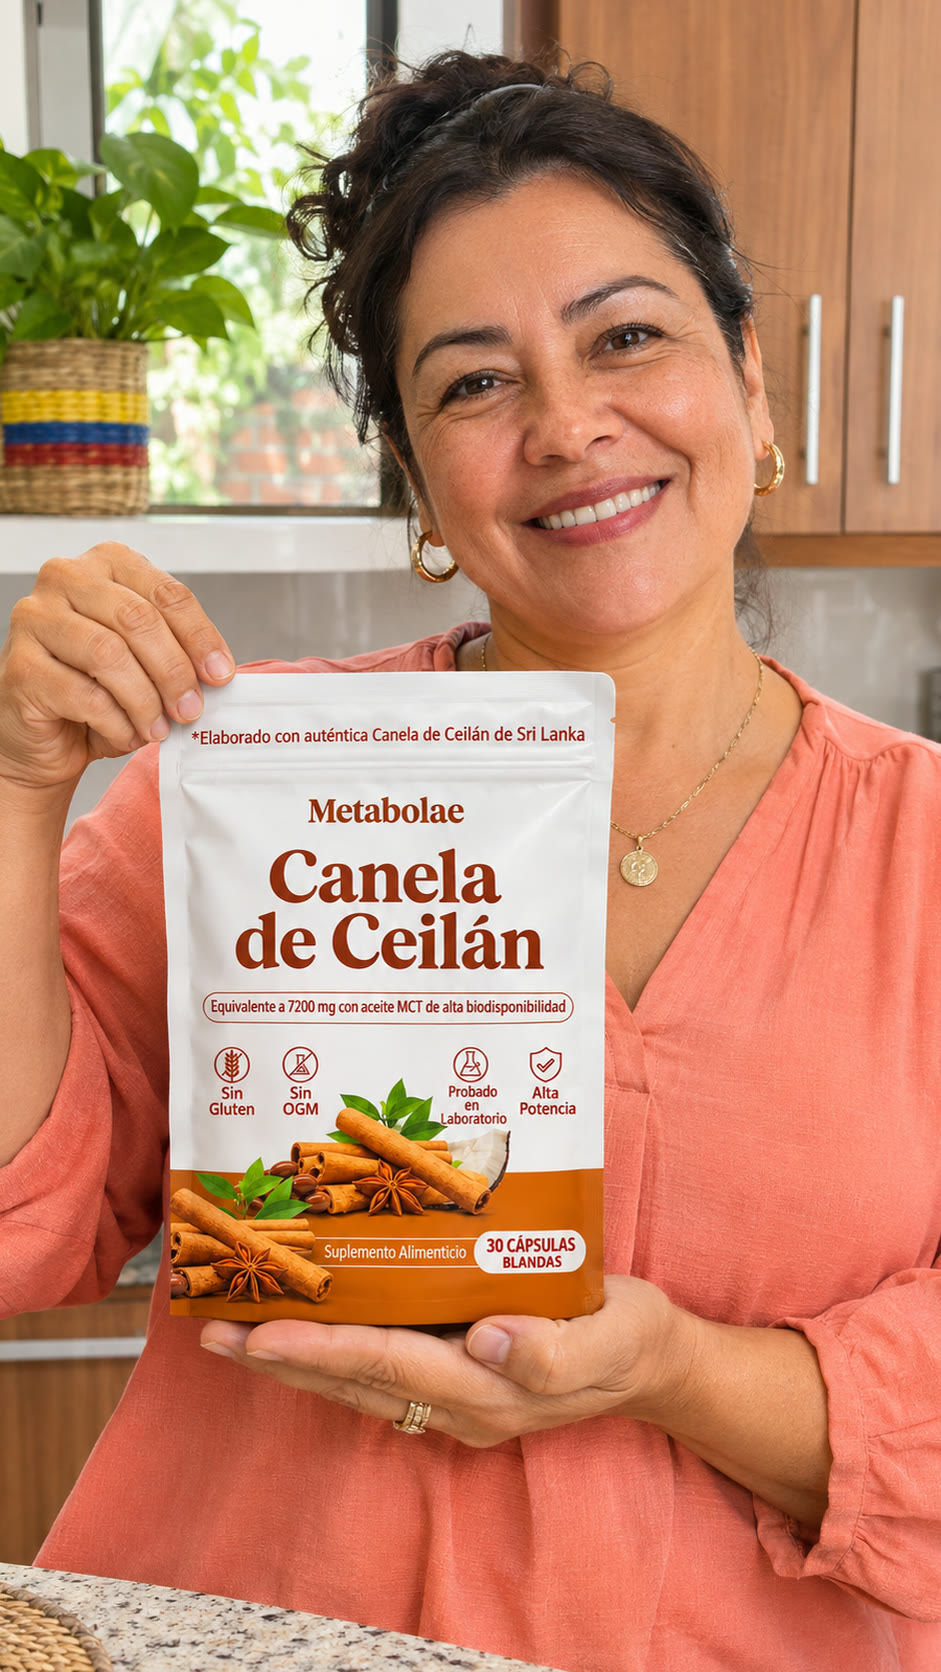 *Elaborado con auténtica Canela de Ceilán de Sri Lanka
Metabolae
Canela
de Ceilán
Equivalente a 7200 mg con aceite MCT de alta biodisponibilidad
Sin
Gluten
Sin
OGM
Probado
en
Laboratorio
Alta
Potencia
Suplemento Alimenticio
30 CÁPSULAS
BLANDAS